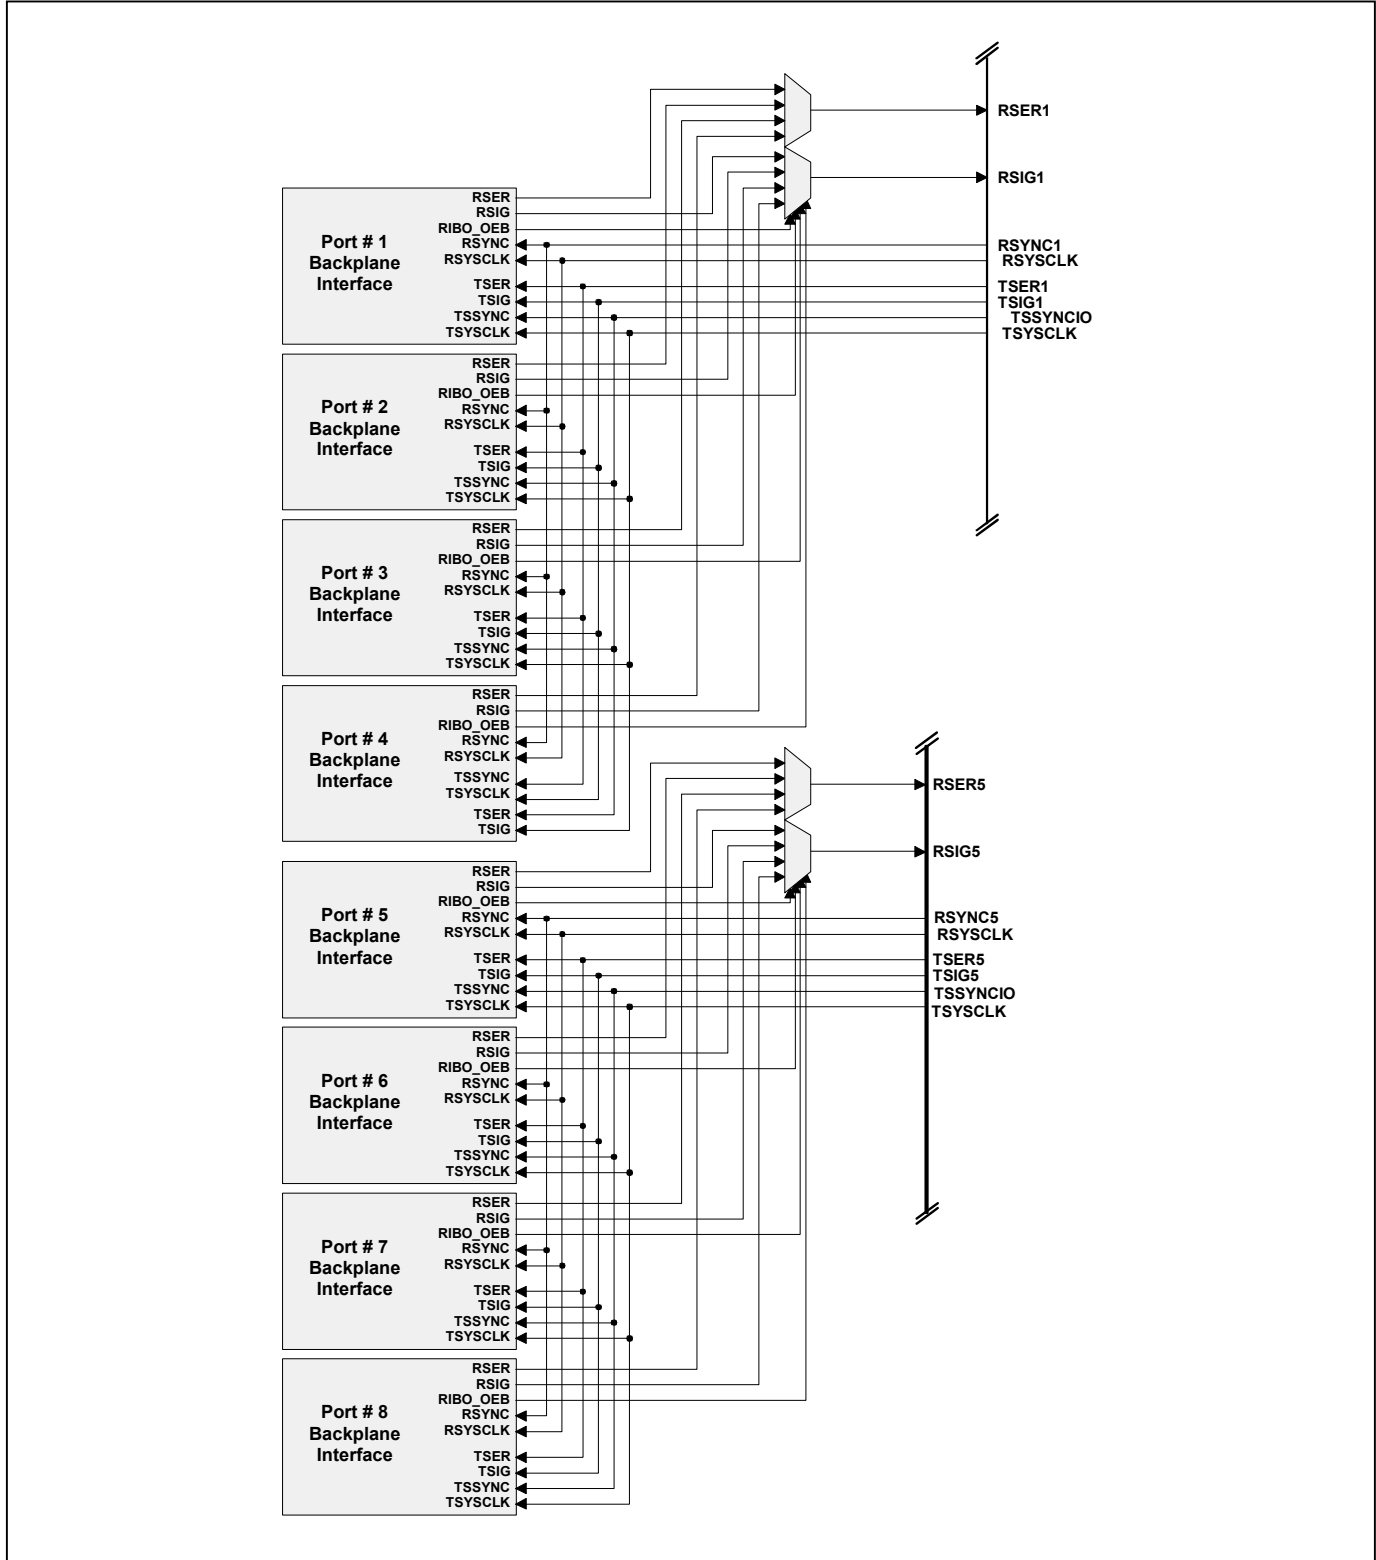 RSER1
RSIG1
RSER
RSIG
RIBO_OEB
RSYNC
RSYSCLK
TSER
TSIG
TSSYNC
TSYSCLK
Port # 1
Backplane
Interface
RSYNC1
RSYSCLK
TSER1
TSIG1
TSSYNCIO
TSYSCLK
RSER
RSIG
RIBO_OEB
RSYNC
RSYSCLK
TSER
TSIG
TSSYNC
TSYSCLK
Port # 2
Backplane
Interface
RSER
RSIG
RIBO_OEB
RSYNC
RSYSCLK
TSER
TSIG
TSSYNC
TSYSCLK
Port # 3
Backplane
Interface
RSER
RSIG
RIBO_OEB
RSYNC
RSYSCLK
TSSYNC
TSYSCLK
TSER
TSIG
Port # 4
Backplane
Interface
RSER5
RSIG5
RSER
RSIG
RIBO_OEB
RSYNC
RSYSCLK
TSER
TSIG
TSSYNC
TSYSCLK
Port # 5
Backplane
Interface
RSYNC5
RSYSCLK
TSER5
TSIG5
TSSYNCIO
TSYSCLK
RSER
RSIG
RIBO_OEB
RSYNC
RSYSCLK
TSER
TSIG
TSSYNC
TSYSCLK
Port # 6
Backplane
Interface
RSER
RSIG
RIBO_OEB
RSYNC
RSYSCLK
TSER
TSIG
TSSYNC
TSYSCLK
Port # 7
Backplane
Interface
RSER
RSIG
RIBO_OEB
RSYNC
RSYSCLK
TSER
TSIG
TSSYNC
TSYSCLK
Port # 8
Backplane
Interface